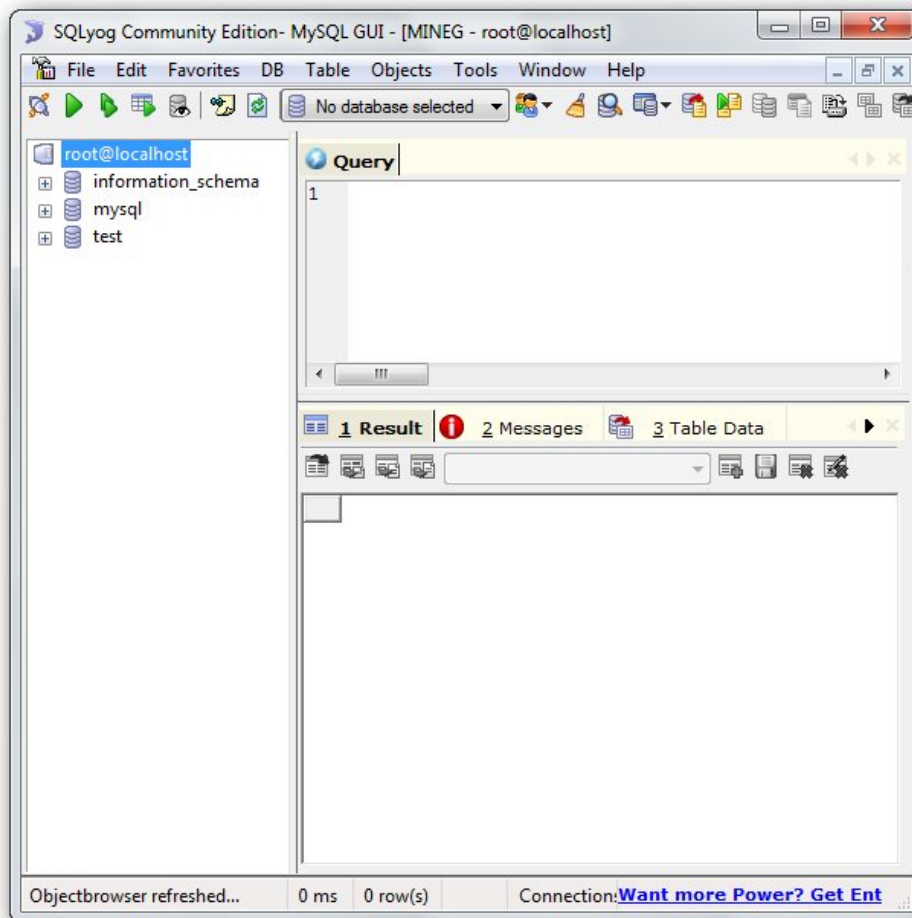 SQLyog Community Edition- MySQL GUI - [MINEG - root@localhost]
File Edit Favorites DB Table Objects Tools Window Help
No database selected
root@localhost
information_schema
mysql
test
Query
1
1 Result 2 Messages 3 Table Data
Objectbrowser refreshed... 0 ms 0 row(s) Connection: Want more Power? Get Ent